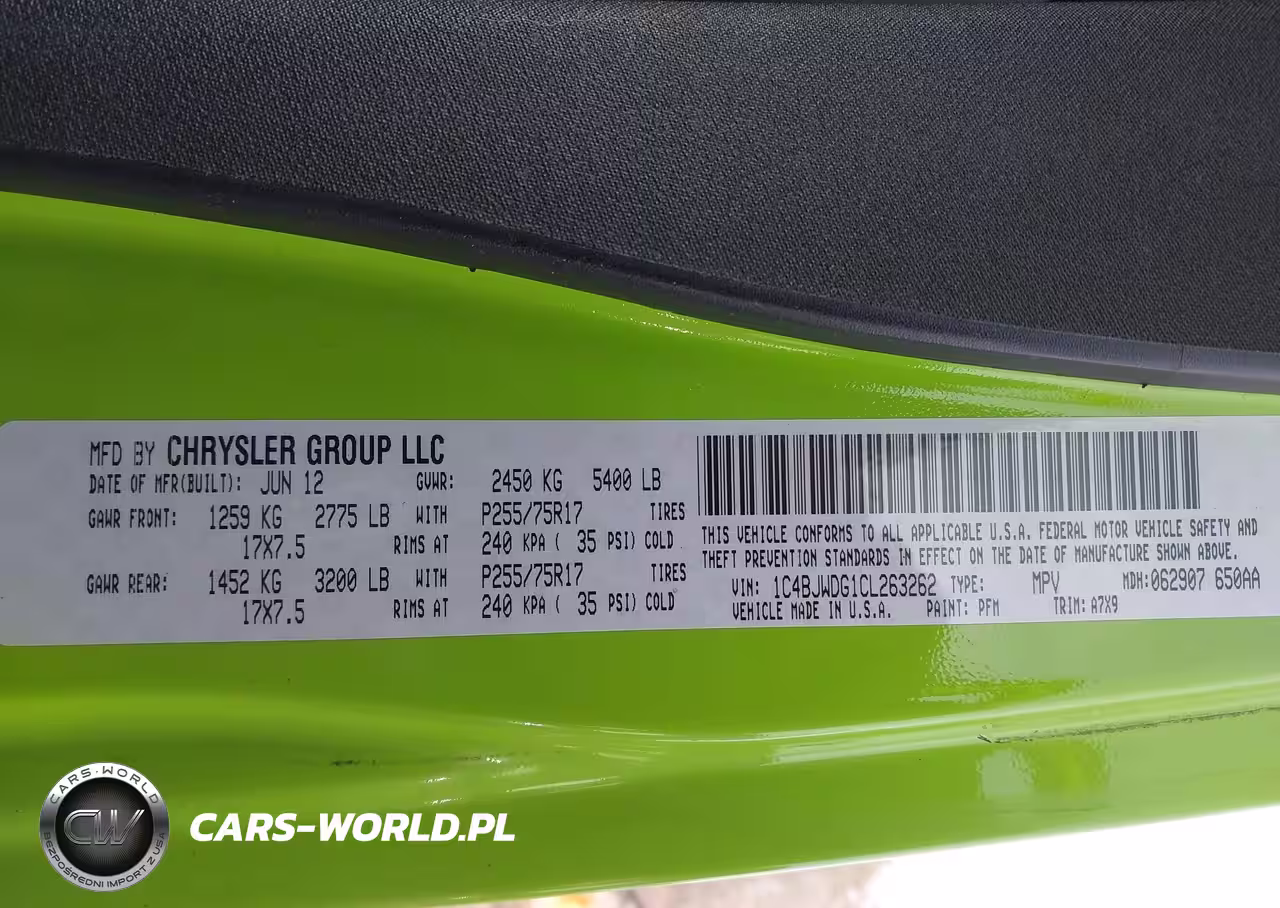 MFD BY CHRYSLER GROUP LLC
DATE OF MFR(BUILT): JUN 12 GVWR: 2450 KG 5400 LB
GAWR FRONT: 1259 KG 2775 LB WITH P255/75R17 TIRES
17X7.5 RIMS AT 240 KPA ( 35 PSI) COLD
GAWR REAR: 1452 KG 3200 LB WITH P255/75R17 TIRES
17X7.5 RIMS AT 240 KPA ( 35 PSI) COLD
THIS VEHICLE CONFORMS TO ALL APPLICABLE U.S.A. FEDERAL MOTOR VEHICLE SAFETY AND
THEFT PREVENTION STANDARDS IN EFFECT ON THE DATE OF MANUFACTURE SHOWN ABOVE.
VIN: 1C4BJWDG1CL263262 TYPE: MPV MDH:062907 650AA
VEHICLE MADE IN U.S.A. PAINT: PFM TRIM: A7X9
CARS-WORLD
CW
BEZPOŚREDNI IMPORT Z USA
CARS-WORLD.PL